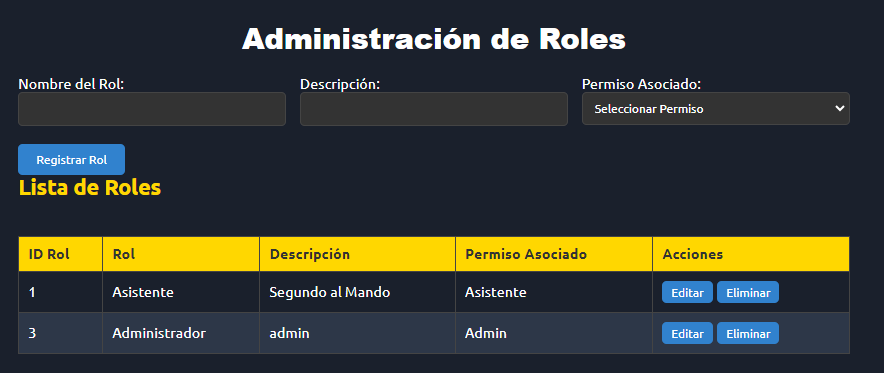 Administración de Roles
Nombre del Rol: Descripción: Permiso Asociado:
Seleccionar Permiso
Registrar Rol
Lista de Roles
ID Rol Rol Descripción Permiso Asociado Acciones
1 Asistente Segundo al Mando Asistente Editar Eliminar
3 Administrador admin Admin Editar Eliminar